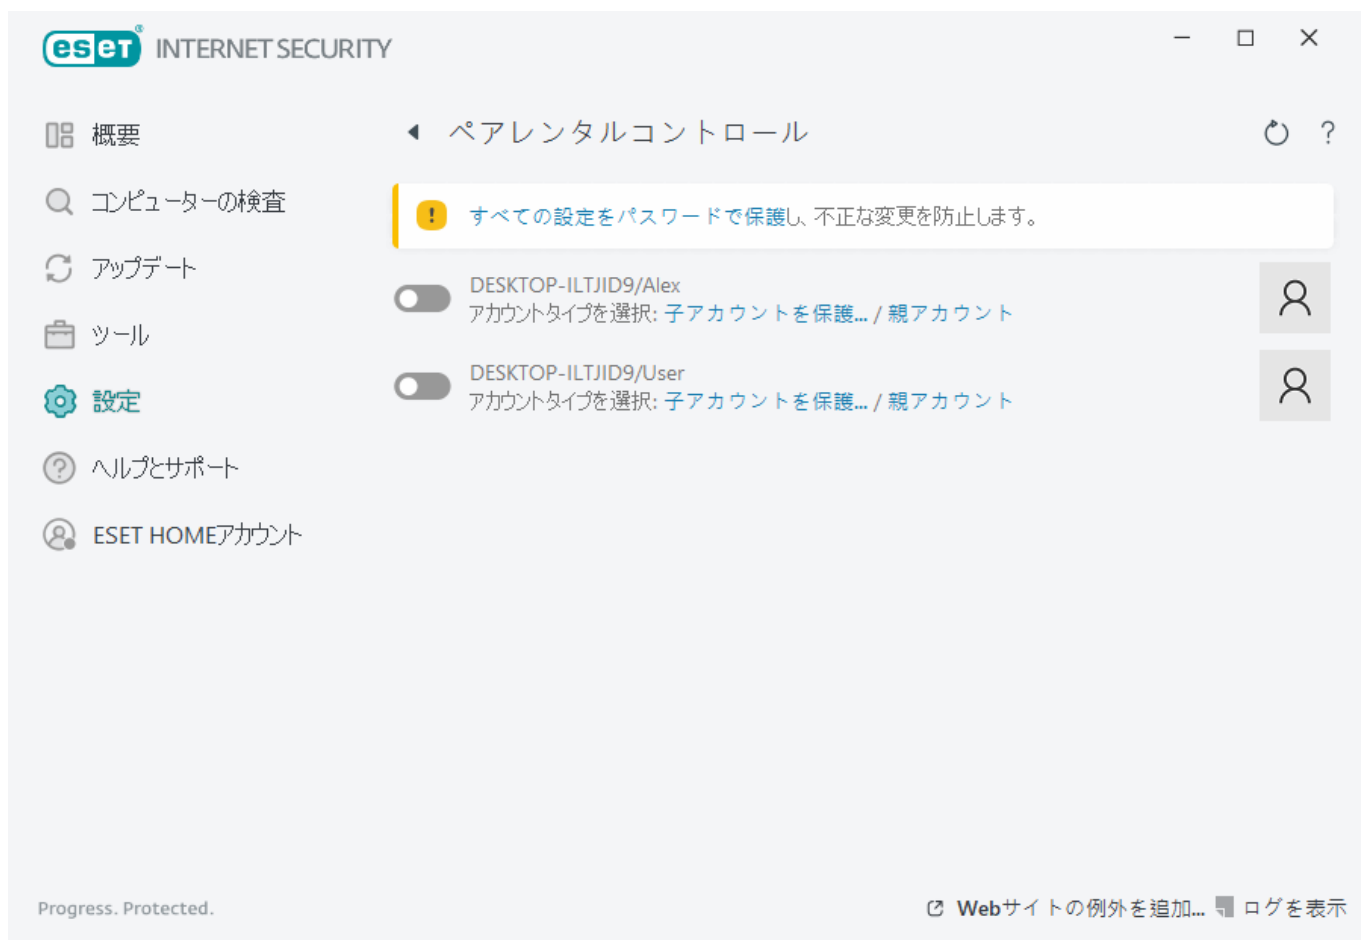 eset® INTERNET SECURITY
概要
コンピューターの検査
アップデート
ツール
設定
ヘルプとサポート
ESET HOMEアカウント
ペアレンタルコントロール
?
! すべての設定をパスワードで保護し、不正な変更を防止します。
DESKTOP-ILTJID9/Alex
アカウントタイプを選択: 子アカウントを保護... / 親アカウント
DESKTOP-ILTJID9/User
アカウントタイプを選択: 子アカウントを保護... / 親アカウント
Progress. Protected.
Webサイトの例外を追加... ログを表示